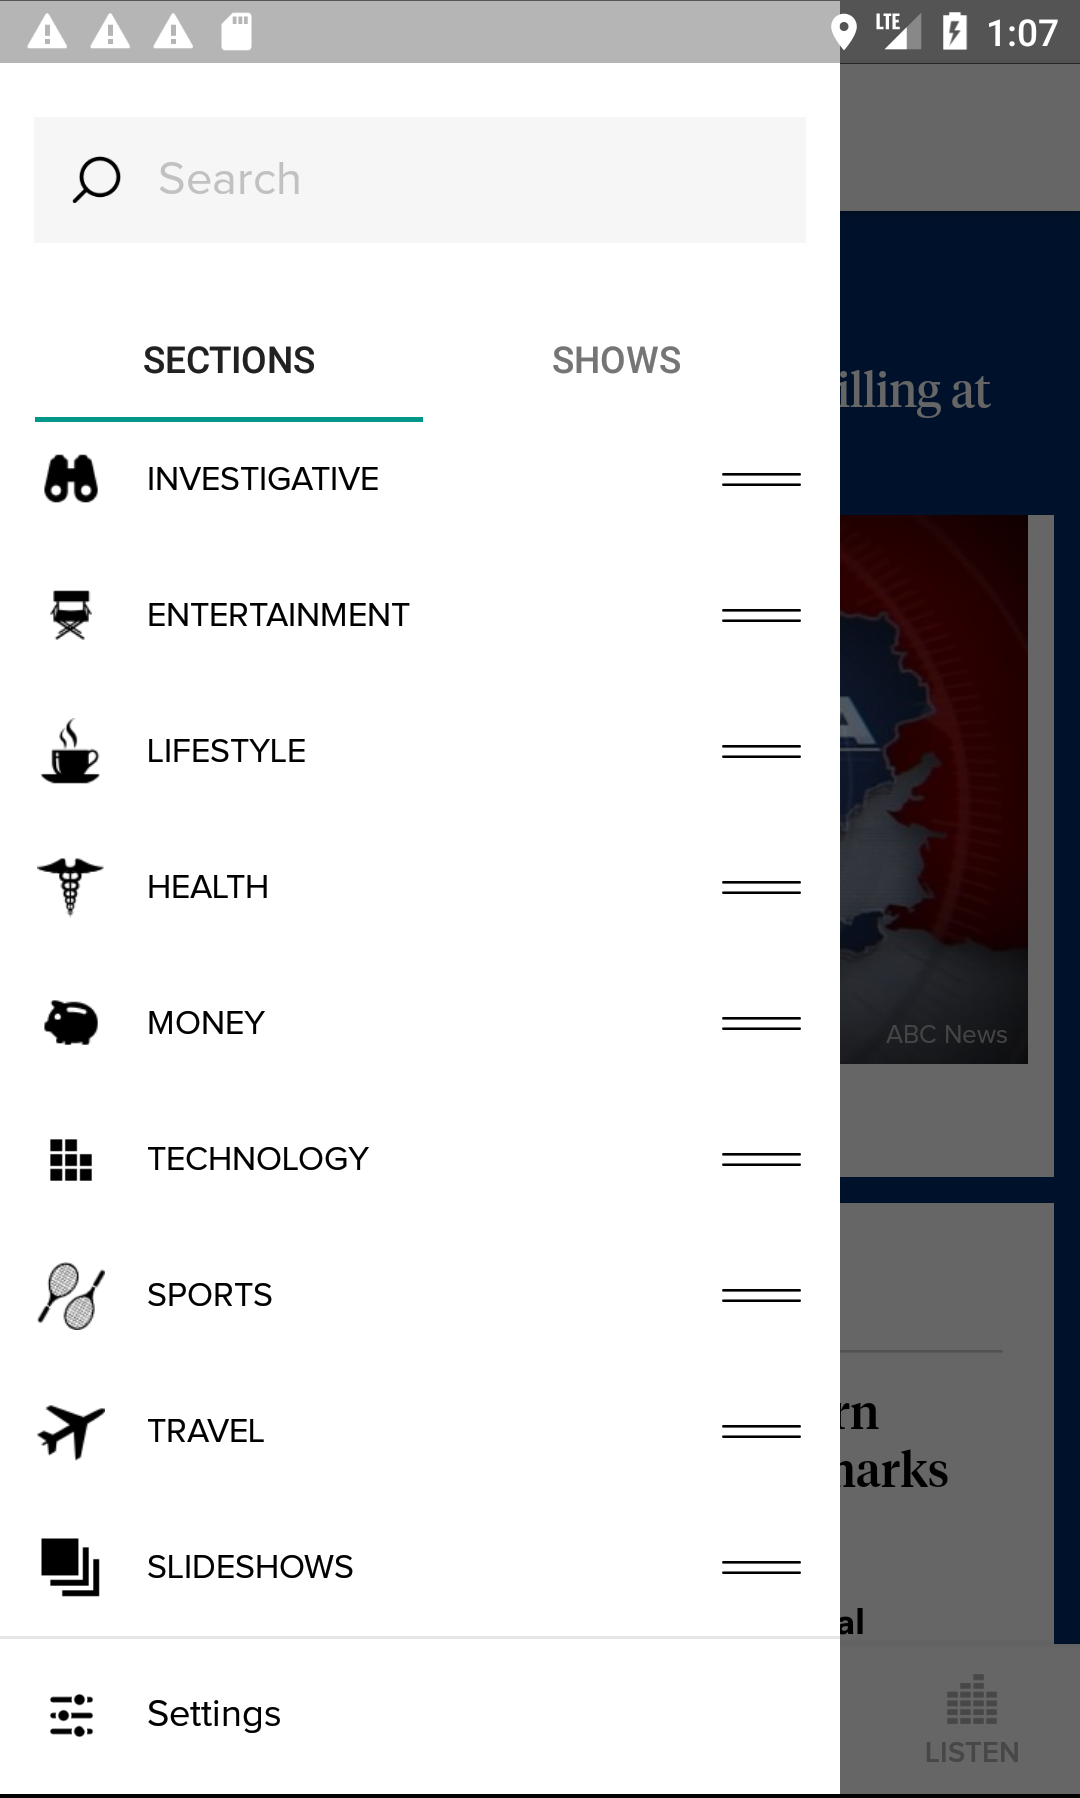 LTE 1:07
Search
SECTIONS SHOWS
illing at
INVESTIGATIVE
ENTERTAINMENT
LIFESTYLE
A
HEALTH
MONEY
ABC News
TECHNOLOGY
SPORTS
TRAVEL
rn
narks
SLIDESHOWS
al
Settings
LISTEN